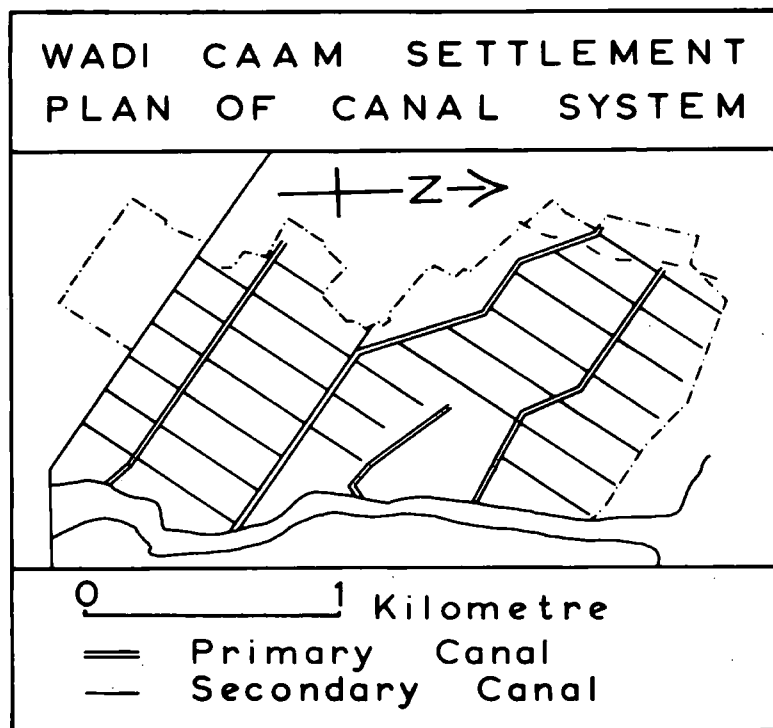 WADI CAAM SETTLEMENT
PLAN OF CANAL SYSTEM
N
0 1 Kilometre
Primary Canal
Secondary Canal